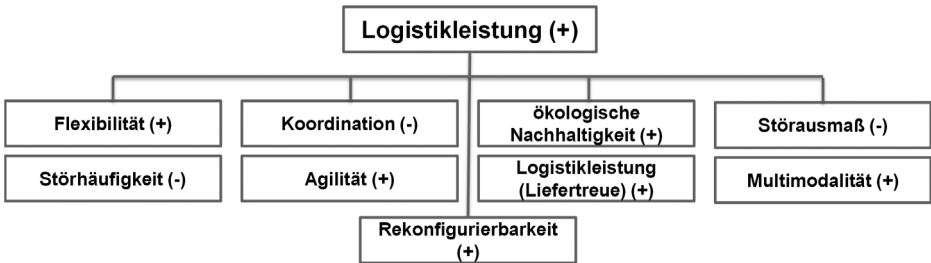 Logistikleistung (+)
Flexibilität (+)
Koordination (-)
ökologische
Nachhaltigkeit (+)
Störausmaß (-)
Störhäufigkeit (-)
Agilität (+)
Logistikleistung
(Liefertreue) (+)
Multimodalität (+)
Rekonfigurierbarkeit
(+)